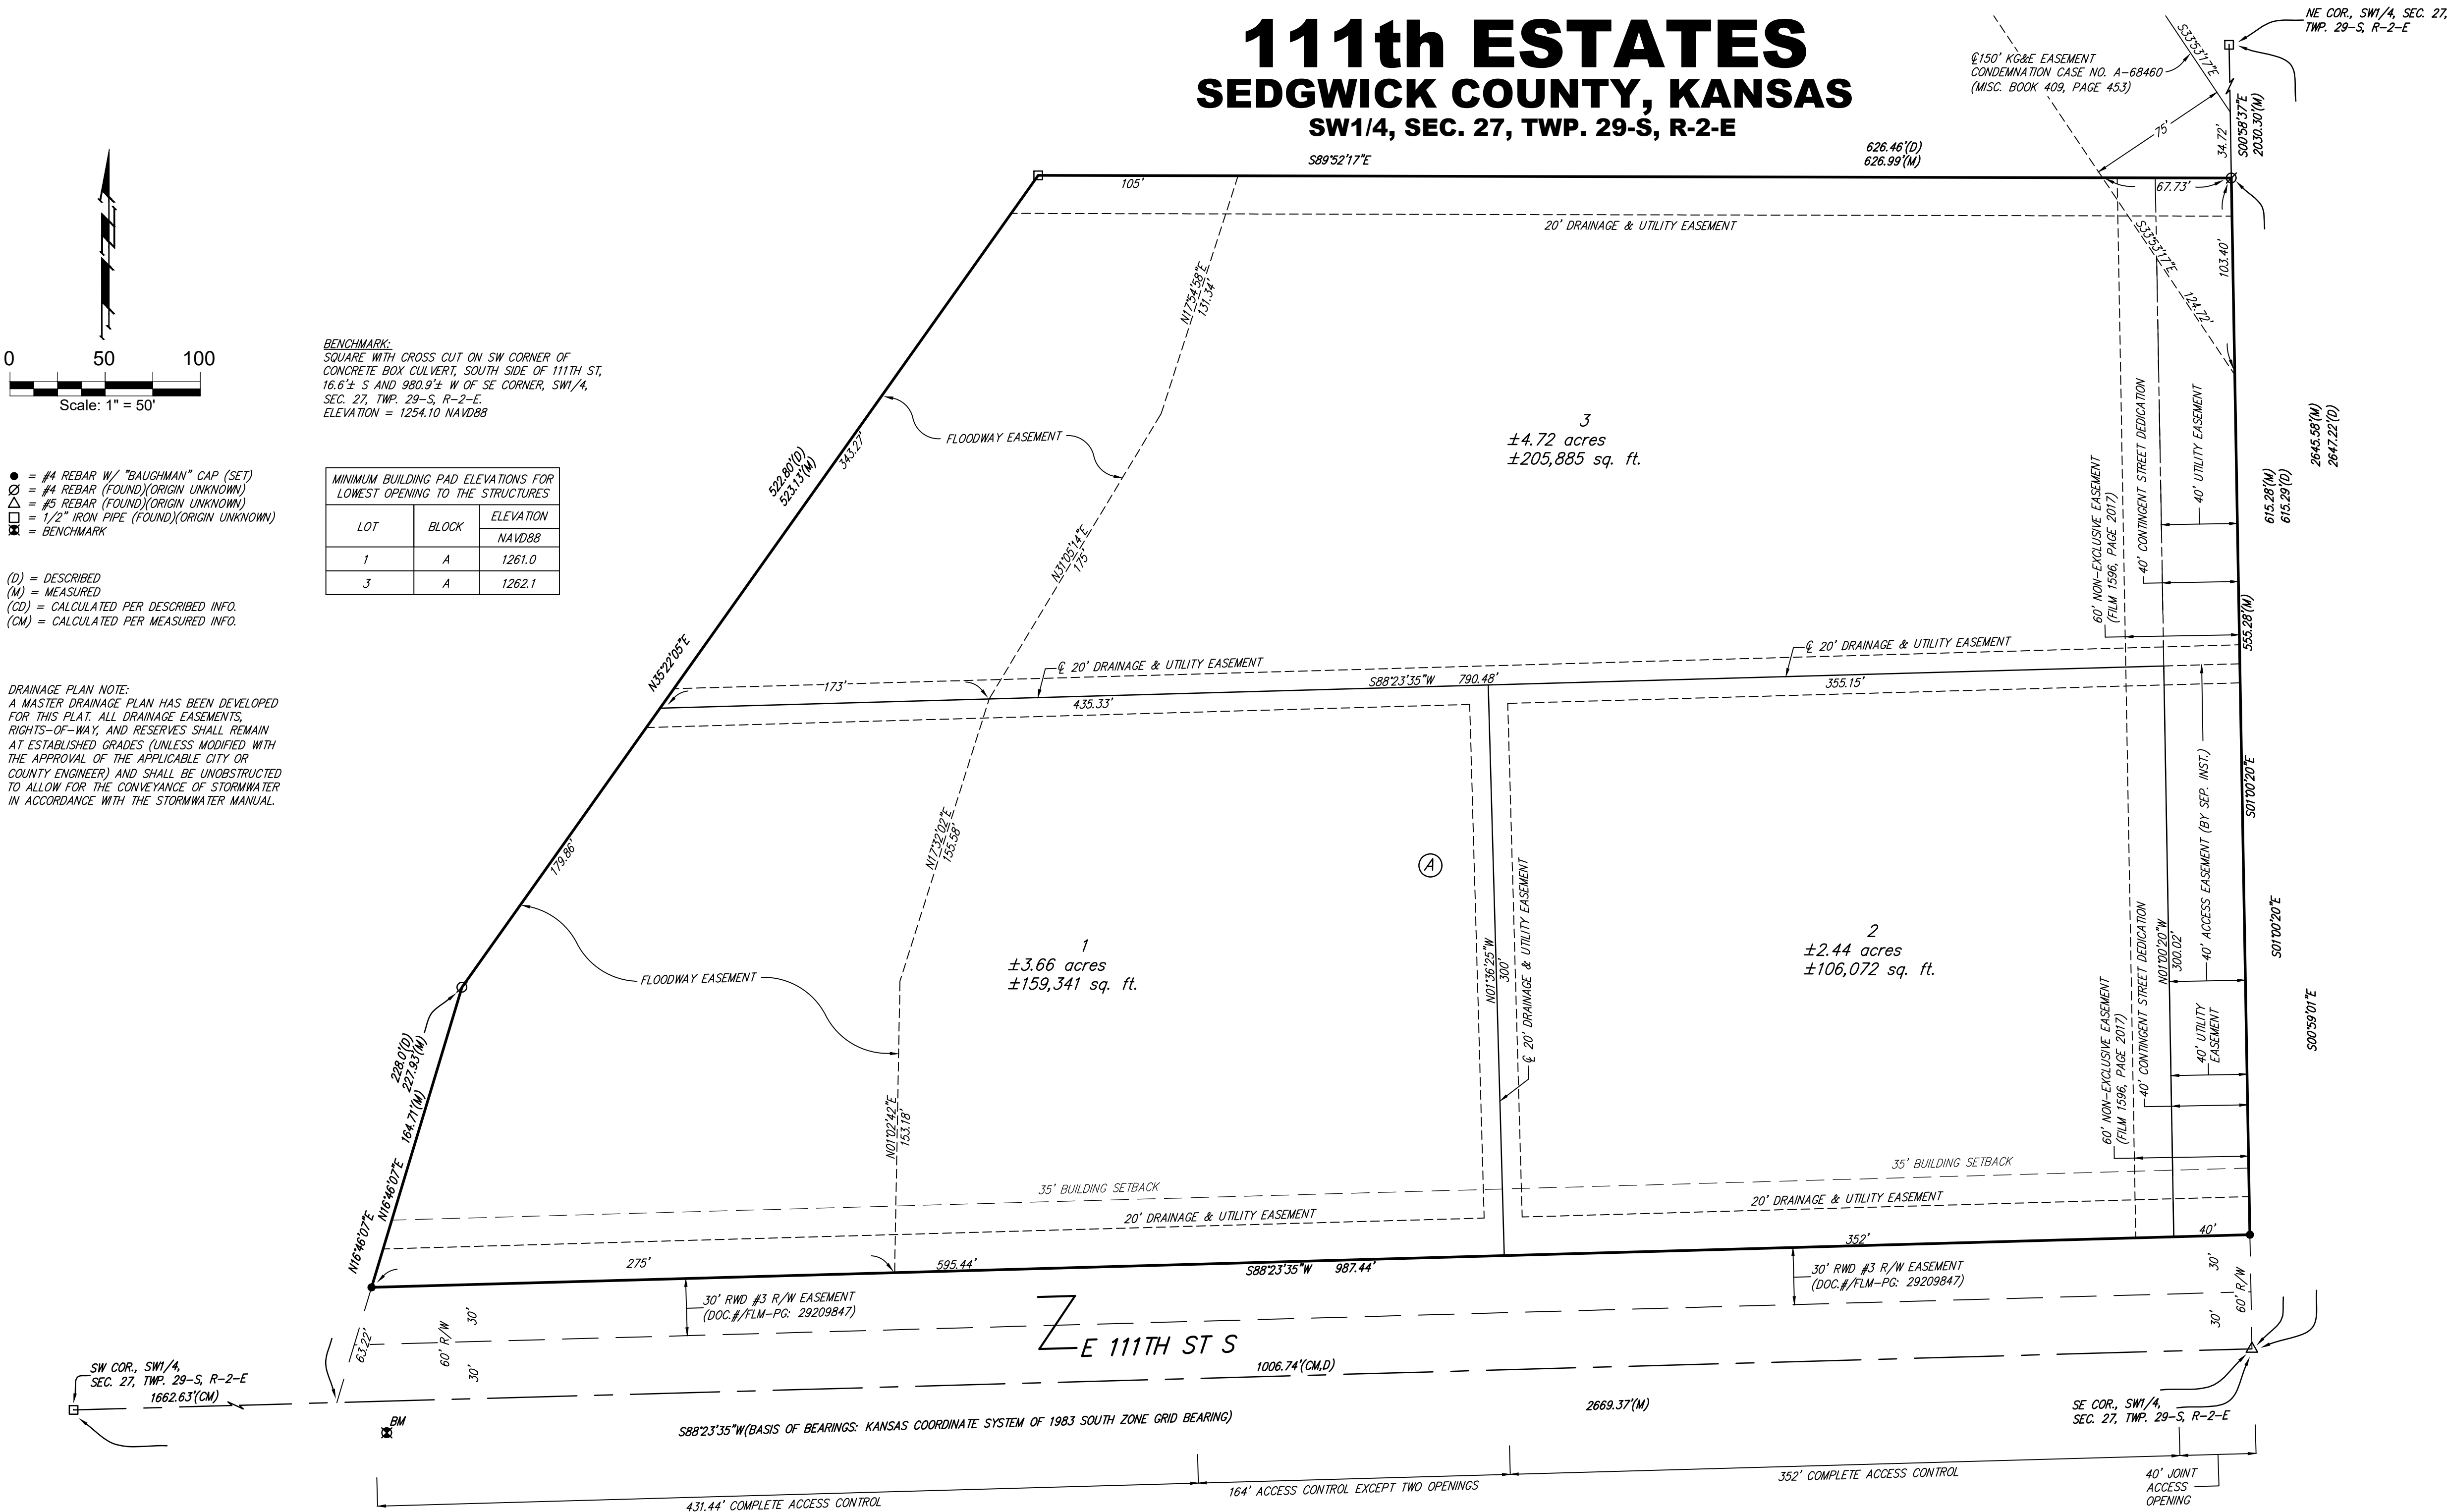 111th ESTATES
SEDGWICK COUNTY, KANSAS
SW1/4, SEC. 27, TWP. 29-S, R-2-E
NE COR., SW1/4, SEC. 27,
TWP. 29-S, R-2-E
℄150' KG&E EASEMENT
CONDEMNATION CASE NO. A-68460
(MISC. BOOK 409, PAGE 453)
S33°53'17"E
75'
34.72'
S00°58'37"E
2030.30'(M)
S89°52'17"E
626.46'(D)
626.99'(M)
105'
67.73'
20' DRAINAGE & UTILITY EASEMENT
S33°53'17"E
124.72'
103.40'
N17°54'58"E
131.34'
0 50 100
Scale: 1" = 50'
BENCHMARK:
SQUARE WITH CROSS CUT ON SW CORNER OF
CONCRETE BOX CULVERT, SOUTH SIDE OF 111TH ST,
16.6'± S AND 980.9'± W OF SE CORNER, SW1/4,
SEC. 27, TWP. 29-S, R-2-E.
ELEVATION = 1254.10 NAVD88
= #4 REBAR W/ "BAUGHMAN" CAP (SET)
= #4 REBAR (FOUND)(ORIGIN UNKNOWN)
= #5 REBAR (FOUND)(ORIGIN UNKNOWN)
= 1/2" IRON PIPE (FOUND)(ORIGIN UNKNOWN)
= BENCHMARK
(D) = DESCRIBED
(M) = MEASURED
(CD) = CALCULATED PER DESCRIBED INFO.
(CM) = CALCULATED PER MEASURED INFO.
MINIMUM BUILDING PAD ELEVATIONS FOR
LOWEST OPENING TO THE STRUCTURES
LOT BLOCK ELEVATION
NAVD88
1 A 1261.0
3 A 1262.1
DRAINAGE PLAN NOTE:
A MASTER DRAINAGE PLAN HAS BEEN DEVELOPED
FOR THIS PLAT. ALL DRAINAGE EASEMENTS,
RIGHTS-OF-WAY, AND RESERVES SHALL REMAIN
AT ESTABLISHED GRADES (UNLESS MODIFIED WITH
THE APPROVAL OF THE APPLICABLE CITY OR
COUNTY ENGINEER) AND SHALL BE UNOBSTRUCTED
TO ALLOW FOR THE CONVEYANCE OF STORMWATER
IN ACCORDANCE WITH THE STORMWATER MANUAL.
FLOODWAY EASEMENT
522.80'(D)
523.13'(M)
343.27'
N31°05'14"E
175'
N35°22'05"E
3
±4.72 acres
±205,885 sq. ft.
60' NON-EXCLUSIVE EASEMENT
(FILM 1596, PAGE 2017)
40' CONTINGENT STREET DEDICATION
40' UTILITY EASEMENT
615.28'(M)
615.29'(D)
2645.58'(M)
2647.22'(D)
555.28'(M)
℄ 20' DRAINAGE & UTILITY EASEMENT
℄ 20' DRAINAGE & UTILITY EASEMENT
173'
S88°23'35"W 790.48'
435.33'
355.15'
179.86'
N17°32'02"E
155.58'
A
℄ 20' DRAINAGE & UTILITY EASEMENT
N01°36'25"W
300'
S01°00'20"E
40' ACCESS EASEMENT (BY SEP. INST.)
S01°00'20"E
S00°59'01"E
1
±3.66 acres
±159,341 sq. ft.
2
±2.44 acres
±106,072 sq. ft.
FLOODWAY EASEMENT
N01°00'20"W
300.02'
60' NON-EXCLUSIVE EASEMENT
(FILM 1596, PAGE 2017)
40' CONTINGENT STREET DEDICATION
40' UTILITY
EASEMENT
228.0'(D)
227.93'(M)
164.71'(M)
N16°46'07"E
N16°46'07"E
N01°02'42"E
153.18'
35' BUILDING SETBACK
35' BUILDING SETBACK
20' DRAINAGE & UTILITY EASEMENT
20' DRAINAGE & UTILITY EASEMENT
275'
595.44'
S88°23'35"W 987.44'
352'
40'
30' RWD #3 R/W EASEMENT
(DOC.#/FLM-PG: 29209847)
30' RWD #3 R/W EASEMENT
(DOC.#/FLM-PG: 29209847)
63.22'
60' R/W
30'
30'
30'
60' R/W
30'
E 111TH ST S
1006.74'(CM,D)
SW COR., SW1/4,
SEC. 27, TWP. 29-S, R-2-E
1662.63'(CM)
BM
S88°23'35"W(BASIS OF BEARINGS: KANSAS COORDINATE SYSTEM OF 1983 SOUTH ZONE GRID BEARING)
2669.37'(M)
SE COR., SW1/4,
SEC. 27, TWP. 29-S, R-2-E
431.44' COMPLETE ACCESS CONTROL
164' ACCESS CONTROL EXCEPT TWO OPENINGS
352' COMPLETE ACCESS CONTROL
40' JOINT
ACCESS
OPENING